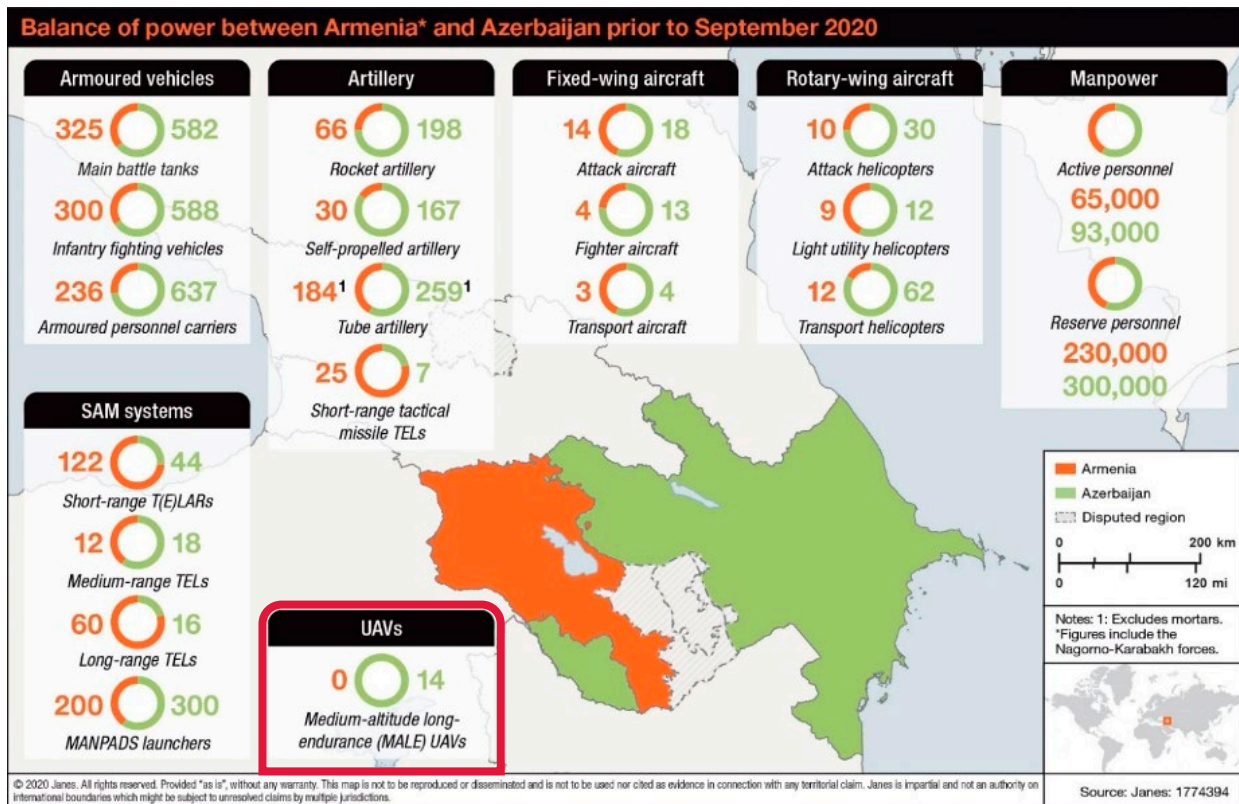 Balance of power between Armenia* and Azerbaijan prior to September 2020
Armoured vehicles
325 582
Main battle tanks
300 588
Infantry fighting vehicles
236 637
Armoured personnel carriers
Artillery
66 198
Rocket artillery
30 167
Self-propelled artillery
184¹ 259¹
Tube artillery
25 7
Short-range tactical
missile TELs
Fixed-wing aircraft
14 18
Attack aircraft
4 13
Fighter aircraft
3 4
Transport aircraft
Rotary-wing aircraft
10 30
Attack helicopters
9 12
Light utility helicopters
12 62
Transport helicopters
Manpower
Active personnel
65,000
93,000
Reserve personnel
230,000
300,000
SAM systems
122 44
Short-range T(E)LARs
12 18
Medium-range TELs
60 16
Long-range TELs
200 300
MANPADS launchers
UAVs
0 14
Medium-altitude long-
endurance (MALE) UAVs
Armenia
Azerbaijan
Disputed region
0 200 km
0 120 mi
Notes: 1: Excludes mortars.
*Figures include the
Nagorno-Karabakh forces.
© 2020 Janes. All rights reserved. Provided "as is", without any warranty. This map is not to be reproduced or disseminated and is not to be used nor cited as evidence in connection with any territorial claim. Janes is impartial and not an authority on
international boundaries which might be subject to unresolved claims by multiple jurisdictions.
Source: Janes: 1774394